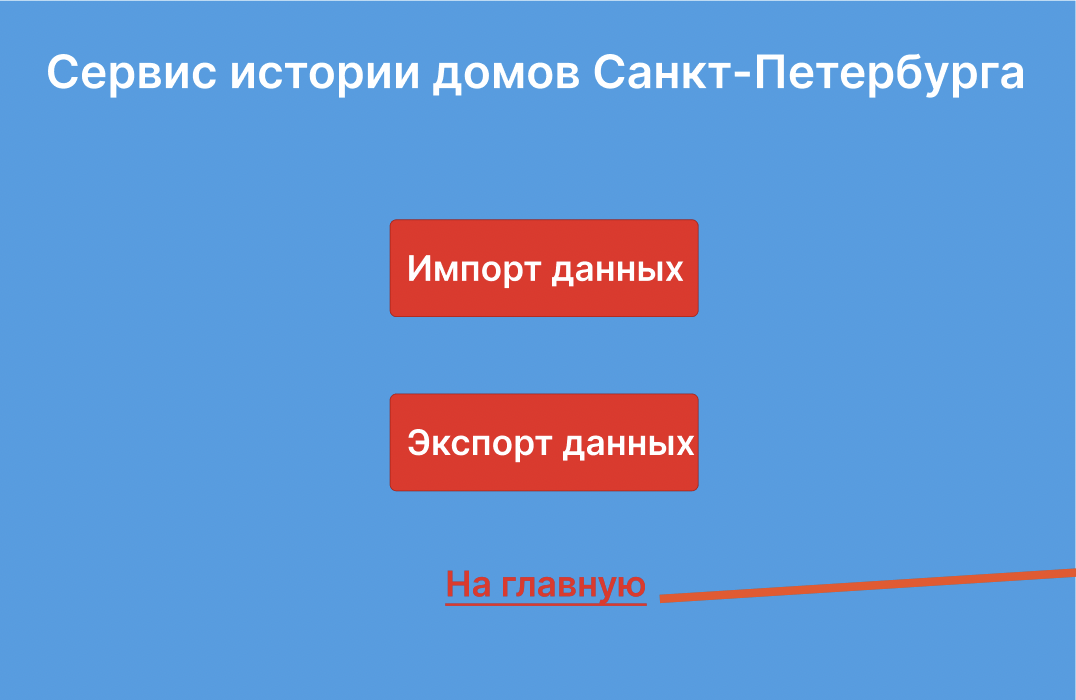 Сервис истории домов Санкт-Петербурга
Импорт данных
Экспорт данных
На главную